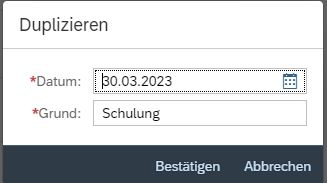 Duplizieren
*Datum: 30.03.2023
*Grund: Schulung
Bestätigen Abbrechen